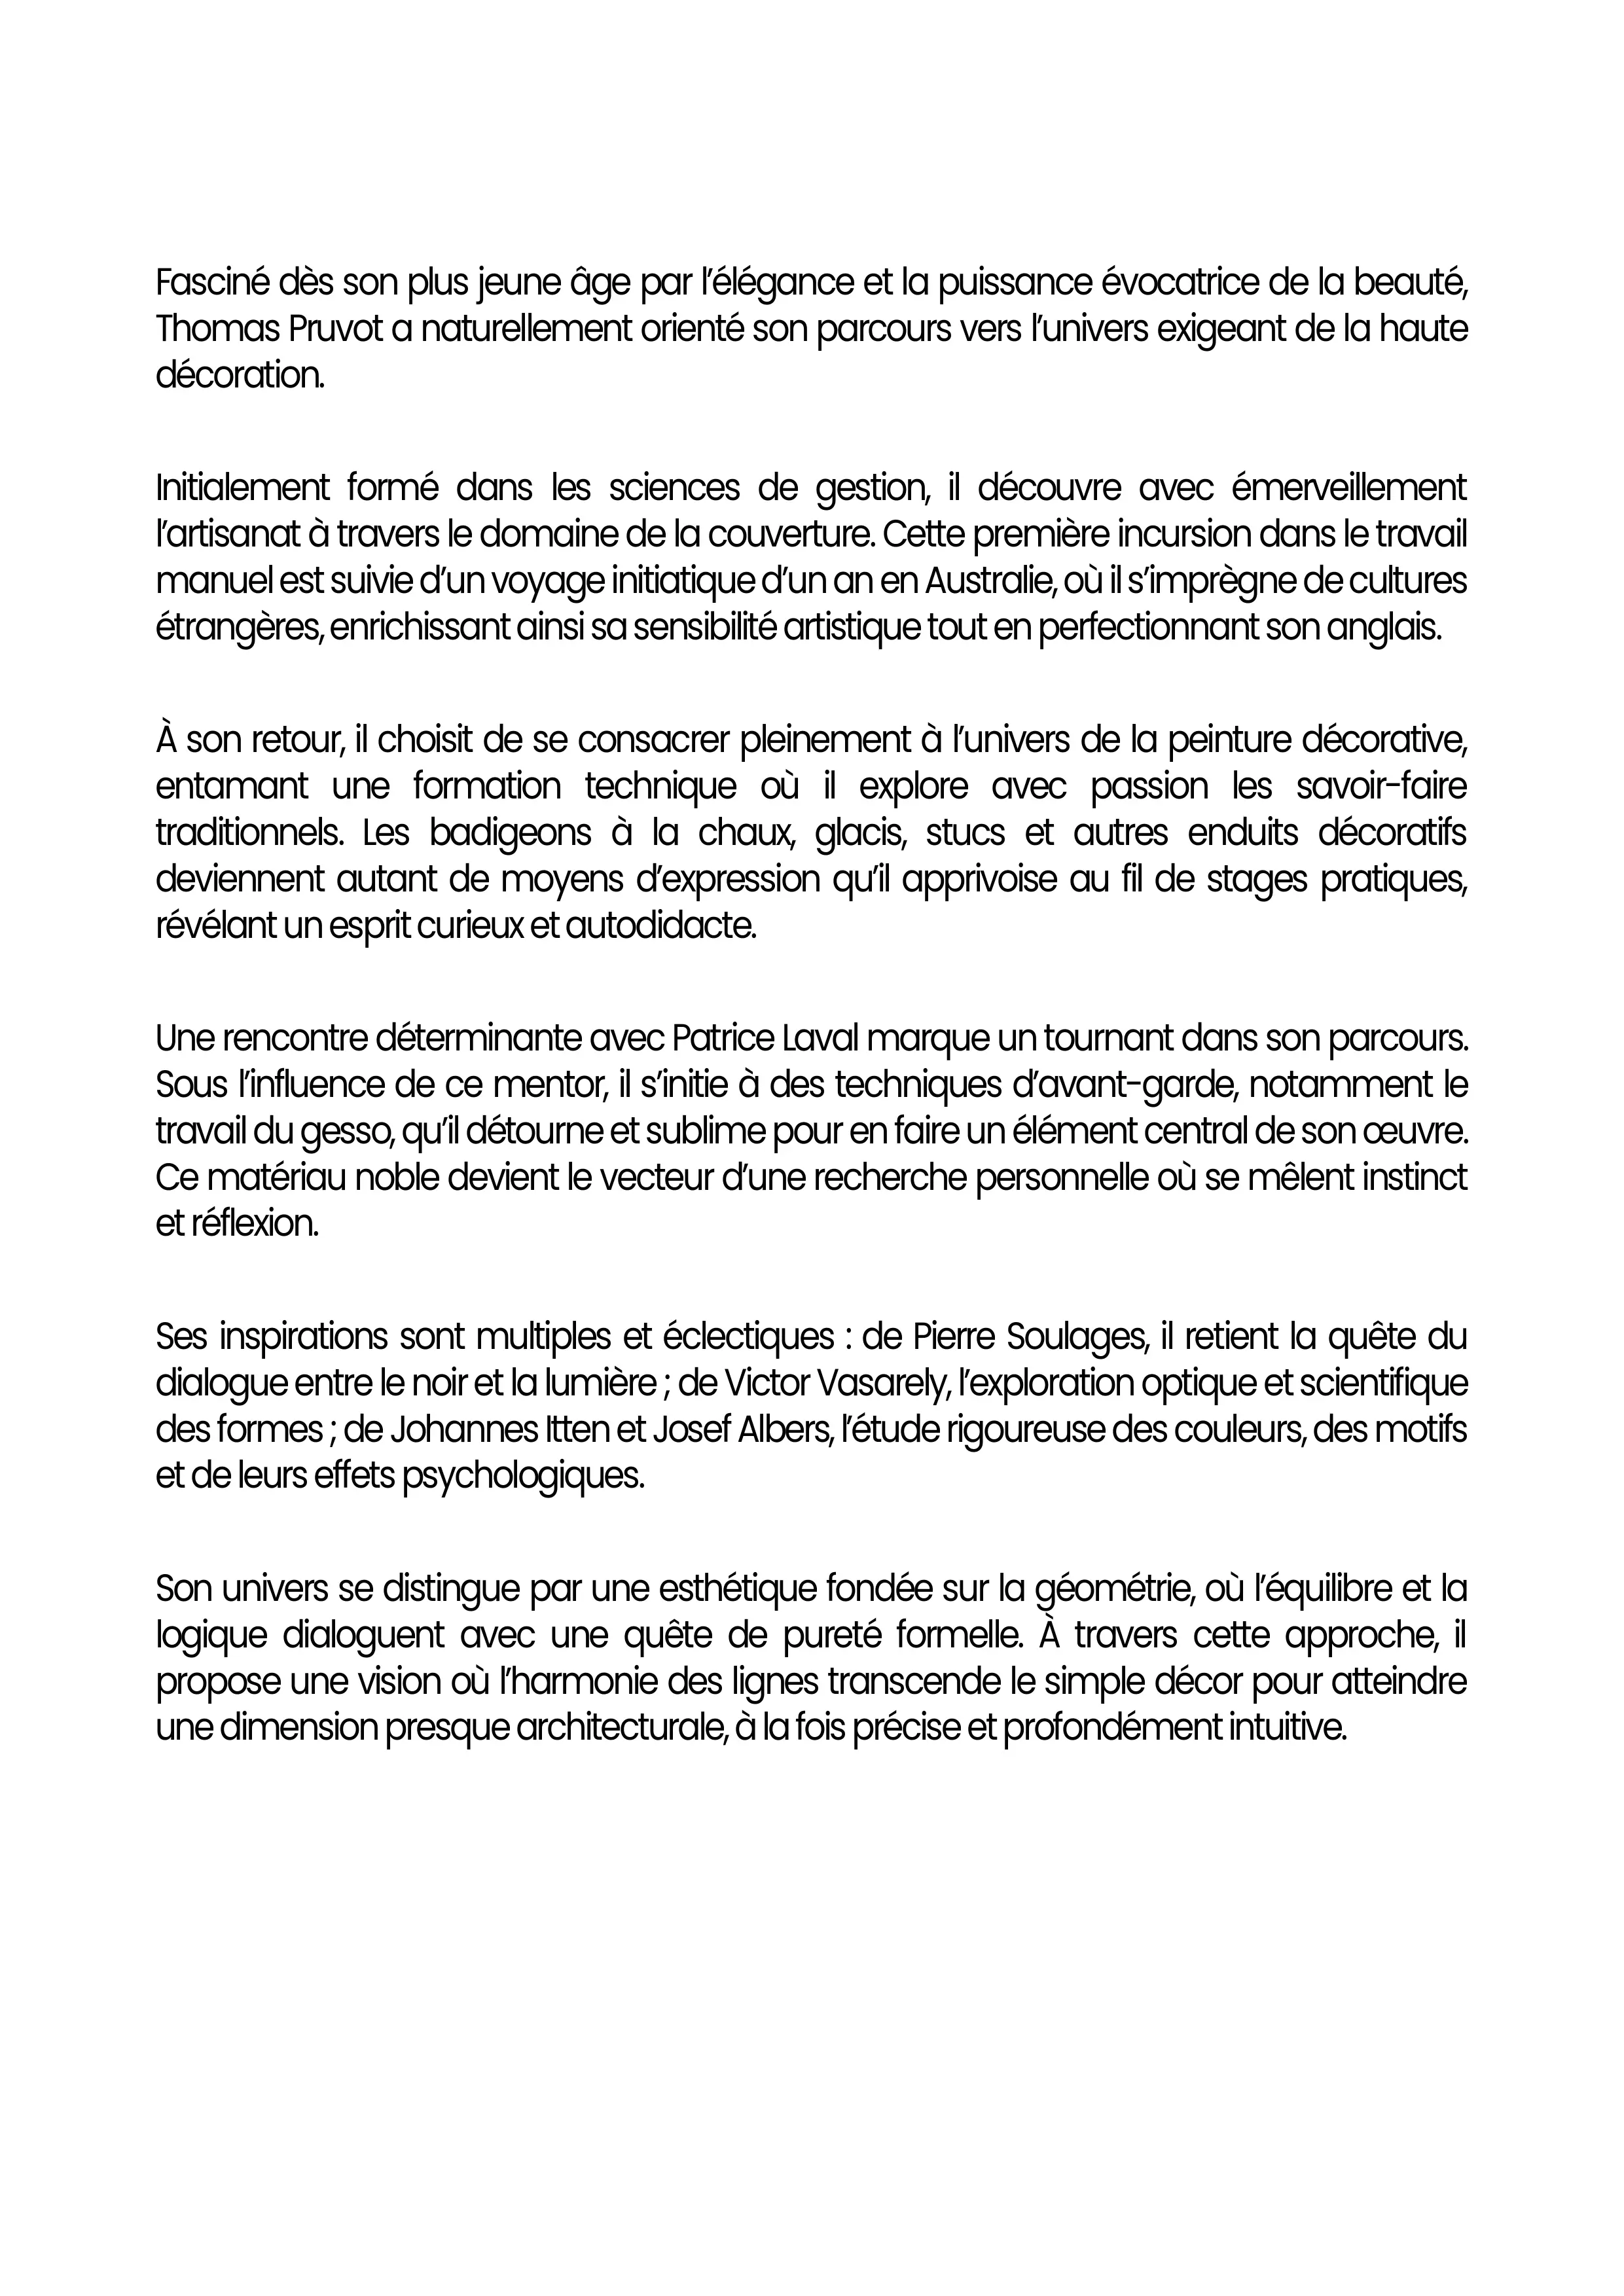 Fasciné dès son plus jeune âge par l’élégance et la puissance évocatrice de la beauté,
Thomas Pruvot a naturellement orienté son parcours vers l’univers exigeant de la haute
décoration.
Initialement formé dans les sciences de gestion, il découvre avec émerveillement
l’artisanat à travers le domaine de la couverture. Cette première incursion dans le travail
manuel est suivie d’un voyage initiatique d’un an en Australie, où il s’imprègne de cultures
étrangères, enrichissant ainsi sa sensibilité artistique tout en perfectionnant son anglais.
À son retour, il choisit de se consacrer pleinement à l’univers de la peinture décorative,
entamant une formation technique où il explore avec passion les savoir-faire
traditionnels. Les badigeons à la chaux, glacis, stucs et autres enduits décoratifs
deviennent autant de moyens d’expression qu’il apprivoise au fil de stages pratiques,
révélant un esprit curieux et autodidacte.
Une rencontre déterminante avec Patrice Laval marque un tournant dans son parcours.
Sous l’influence de ce mentor, il s’initie à des techniques d’avant-garde, notamment le
travail du gesso, qu’il détourne et sublime pour en faire un élément central de son œuvre.
Ce matériau noble devient le vecteur d’une recherche personnelle où se mêlent instinct
et réflexion.
Ses inspirations sont multiples et éclectiques : de Pierre Soulages, il retient la quête du
dialogue entre le noir et la lumière ; de Victor Vasarely, l’exploration optique et scientifique
des formes ; de Johannes Itten et Josef Albers, l’étude rigoureuse des couleurs, des motifs
et de leurs effets psychologiques.
Son univers se distingue par une esthétique fondée sur la géométrie, où l’équilibre et la
logique dialoguent avec une quête de pureté formelle. À travers cette approche, il
propose une vision où l’harmonie des lignes transcende le simple décor pour atteindre
une dimension presque architecturale, à la fois précise et profondément intuitive.